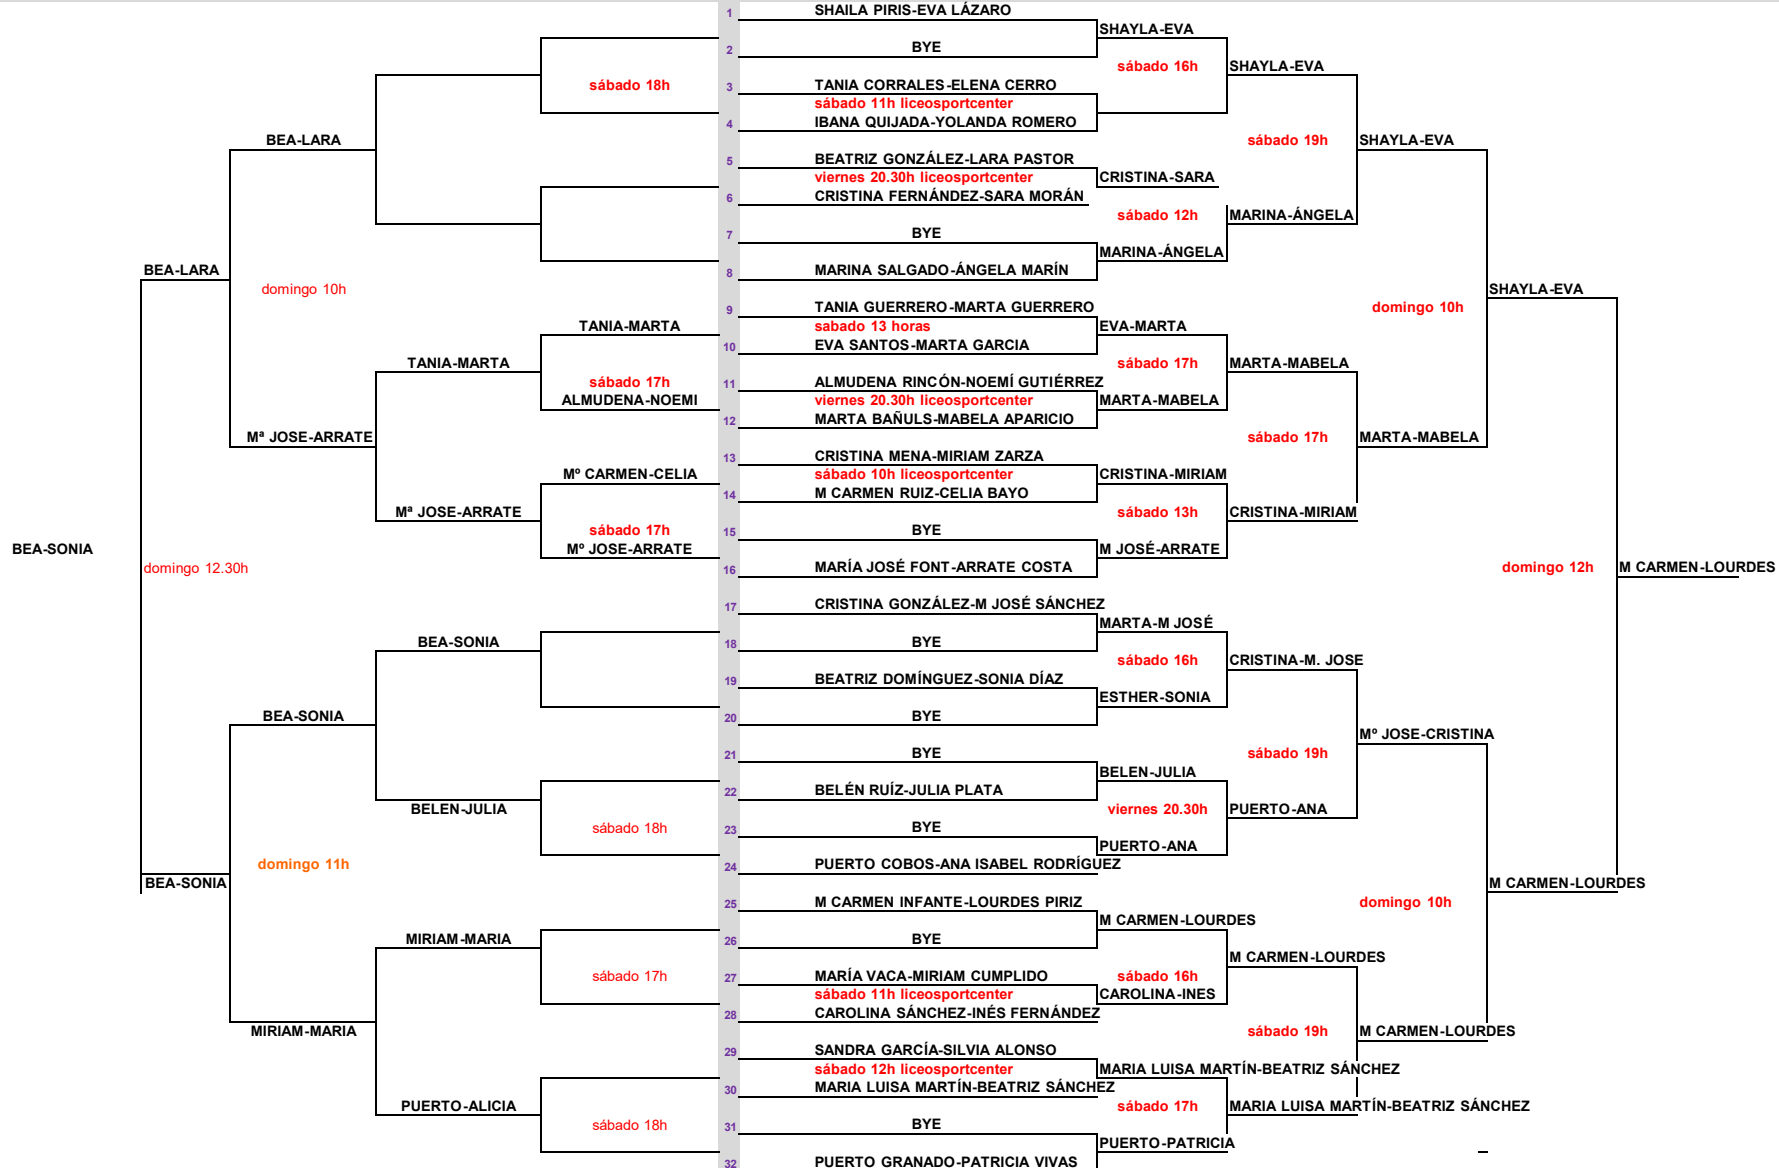 1 SHAILA PIRIS-EVA LÁZARO
SHAYLA-EVA
2 BYE
sábado 16h SHAYLA-EVA
sábado 18h 3 TANIA CORRALES-ELENA CERRO
sábado 11h liceosportcenter
4 IBANA QUIJADA-YOLANDA ROMERO
BEA-LARA sábado 19h SHAYLA-EVA
5 BEATRIZ GONZÁLEZ-LARA PASTOR
viernes 20.30h liceosportcenter CRISTINA-SARA
6 CRISTINA FERNÁNDEZ-SARA MORÁN
sábado 12h MARINA-ÁNGELA
7 BYE
MARINA-ÁNGELA
BEA-LARA 8 MARINA SALGADO-ÁNGELA MARÍN
domingo 10h SHAYLA-EVA
9 TANIA GUERRERO-MARTA GUERRERO domingo 10h
TANIA-MARTA sabado 13 horas EVA-MARTA
10 EVA SANTOS-MARTA GARCIA
TANIA-MARTA sábado 17h MARTA-MABELA
sábado 17h 11 ALMUDENA RINCÓN-NOEMÍ GUTIÉRREZ
ALMUDENA-NOEMI viernes 20.30h liceosportcenter MARTA-MABELA
12 MARTA BAÑULS-MABELA APARICIO
Mª JOSE-ARRATE sábado 17h MARTA-MABELA
13 CRISTINA MENA-MIRIAM ZARZA
Mº CARMEN-CELIA sábado 10h liceosportcenter CRISTINA-MIRIAM
14 M CARMEN RUIZ-CELIA BAYO
Mª JOSE-ARRATE sábado 13h CRISTINA-MIRIAM
sábado 17h 15 BYE
BEA-SONIA Mº JOSE-ARRATE M JOSÉ-ARRATE
domingo 12.30h 16 MARÍA JOSÉ FONT-ARRATE COSTA domingo 12h M CARMEN-LOURDES
17 CRISTINA GONZÁLEZ-M JOSÉ SÁNCHEZ
MARTA-M JOSÉ
BEA-SONIA 18 BYE
sábado 16h CRISTINA-M. JOSE
19 BEATRIZ DOMÍNGUEZ-SONIA DÍAZ
ESTHER-SONIA
BEA-SONIA 20 BYE
Mº JOSE-CRISTINA
21 BYE sábado 19h
BELEN-JULIA
22 BELÉN RUÍZ-JULIA PLATA
BELEN-JULIA viernes 20.30h PUERTO-ANA
sábado 18h 23 BYE
PUERTO-ANA
domingo 11h 24 PUERTO COBOS-ANA ISABEL RODRÍGUEZ
BEA-SONIA M CARMEN-LOURDES
25 M CARMEN INFANTE-LOURDES PIRIZ domingo 10h
M CARMEN-LOURDES
MIRIAM-MARIA 26 BYE
M CARMEN-LOURDES
sábado 17h 27 MARÍA VACA-MIRIAM CUMPLIDO sábado 16h
sábado 11h liceosportcenter CAROLINA-INES
28 CAROLINA SÁNCHEZ-INÉS FERNÁNDEZ
MIRIAM-MARIA sábado 19h M CARMEN-LOURDES
29 SANDRA GARCÍA-SILVIA ALONSO
sábado 12h liceosportcenter MARIA LUISA MARTÍN-BEATRIZ SÁNCHEZ
30 MARIA LUISA MARTÍN-BEATRIZ SÁNCHEZ
PUERTO-ALICIA sábado 17h MARIA LUISA MARTÍN-BEATRIZ SÁNCHEZ
sábado 18h 31 BYE
PUERTO-PATRICIA
32 PUERTO GRANADO-PATRICIA VIVAS